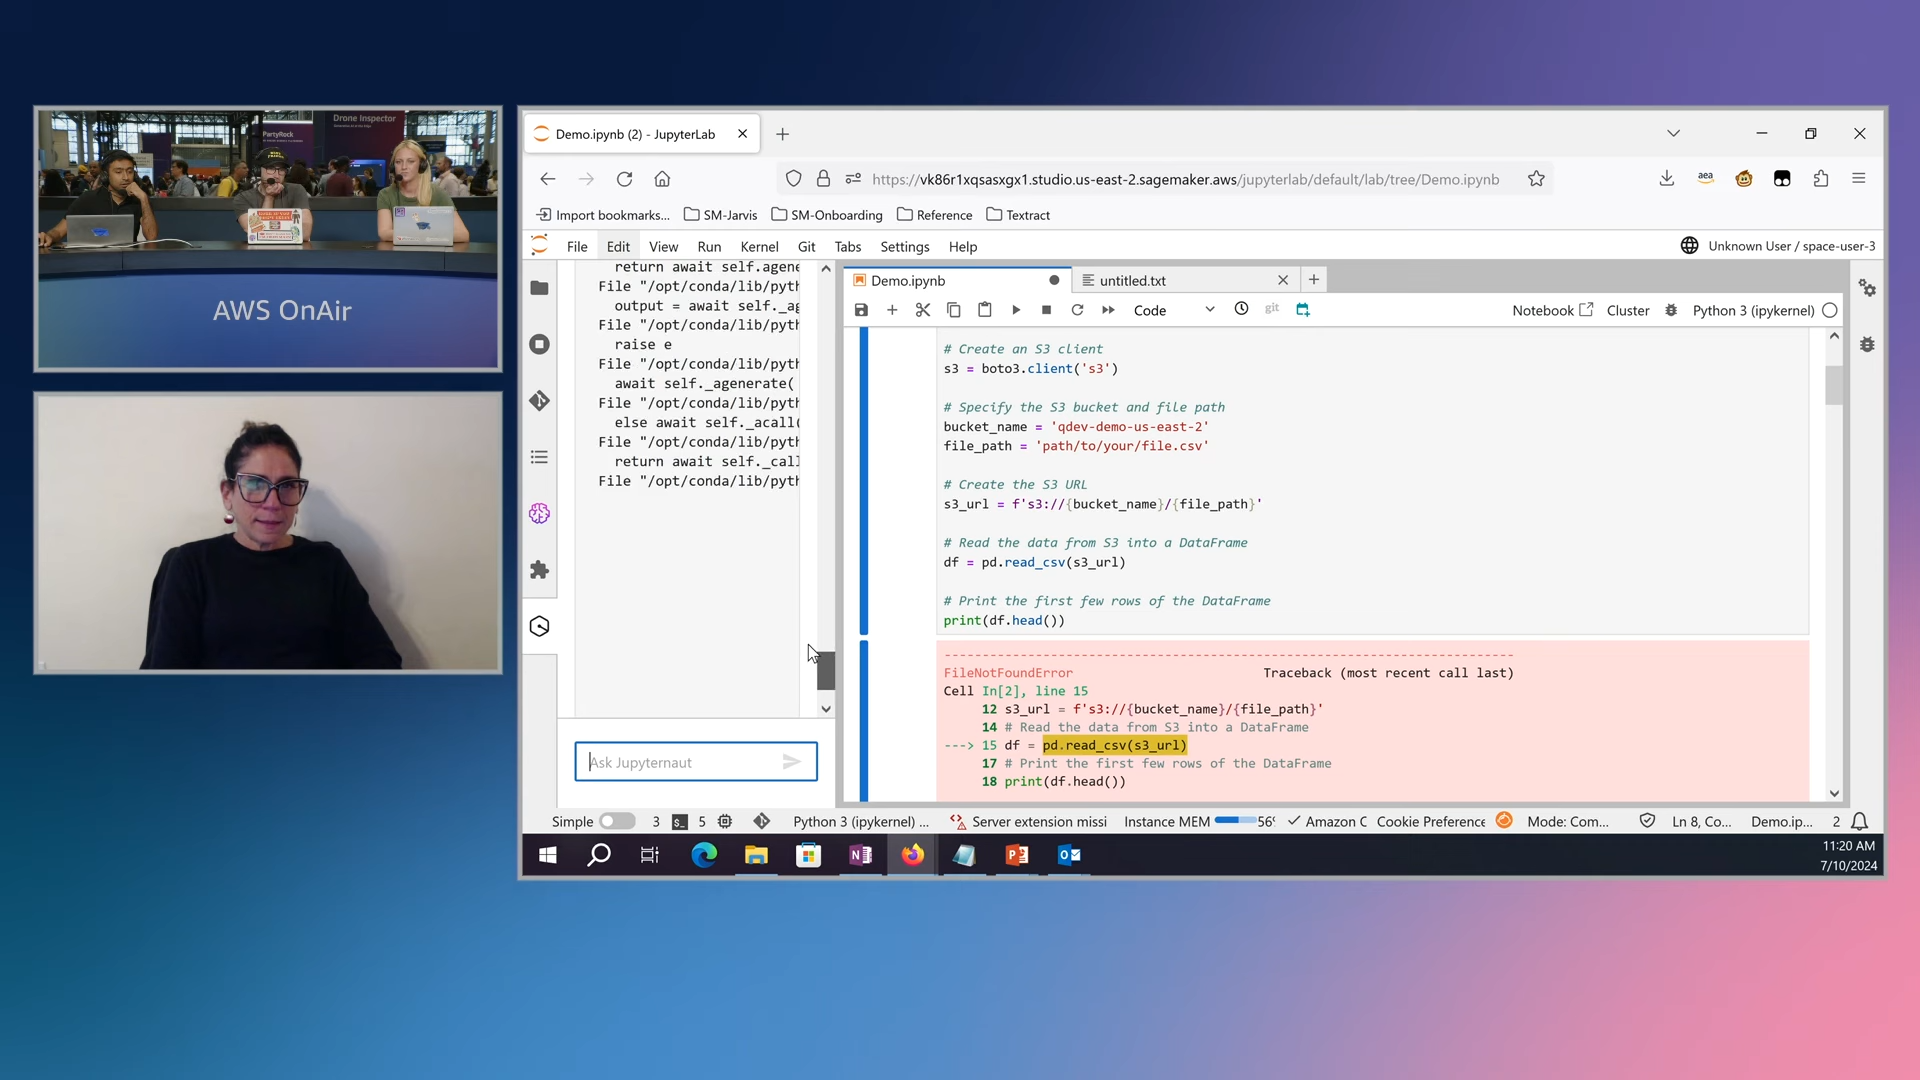 PartyRock
Drone Inspector
AWS OnAir
Demo.ipynb (2) - JupyterLab
https://vk86r1xqsasxgx1.studio.us-east-2.sagemaker.aws/jupyterlab/default/lab/tree/Demo.ipynb
aea
Import bookmarks...
SM-Jarvis
SM-Onboarding
Reference
Textract
File
Edit
View
Run
Kernel
Git
Tabs
Settings
Help
Unknown User / space-user-3
return await self.agene
File "/opt/conda/lib/pyth
output = await self._ag
File "/opt/conda/lib/pyth
raise e
File "/opt/conda/lib/pyth
await self._agenerate(
File "/opt/conda/lib/pyth
else await self._acall(
File "/opt/conda/lib/pyth
return await self._call
File "/opt/conda/lib/pyth
Ask Jupyternaut
Demo.ipynb
untitled.txt
Code
git
Notebook
Cluster
Python 3 (ipykernel)
# Create an S3 client
s3 = boto3.client('s3')
# Specify the S3 bucket and file path
bucket_name = 'qdev-demo-us-east-2'
file_path = 'path/to/your/file.csv'
# Create the S3 URL
s3_url = f's3://{bucket_name}/{file_path}'
# Read the data from S3 into a DataFrame
df = pd.read_csv(s3_url)
# Print the first few rows of the DataFrame
print(df.head())
---------------------------------------------------------------------------
FileNotFoundError Traceback (most recent call last)
Cell In[2], line 15
12 s3_url = f's3://{bucket_name}/{file_path}'
14 # Read the data from S3 into a DataFrame
---> 15 df = pd.read_csv(s3_url)
17 # Print the first few rows of the DataFrame
18 print(df.head())
Simple
3
5
Python 3 (ipykernel) ...
Server extension missi
Instance MEM
56
Amazon C
Cookie Preference
Mode: Com...
Ln 8, Co...
Demo.ip...
2
11:20 AM
7/10/2024